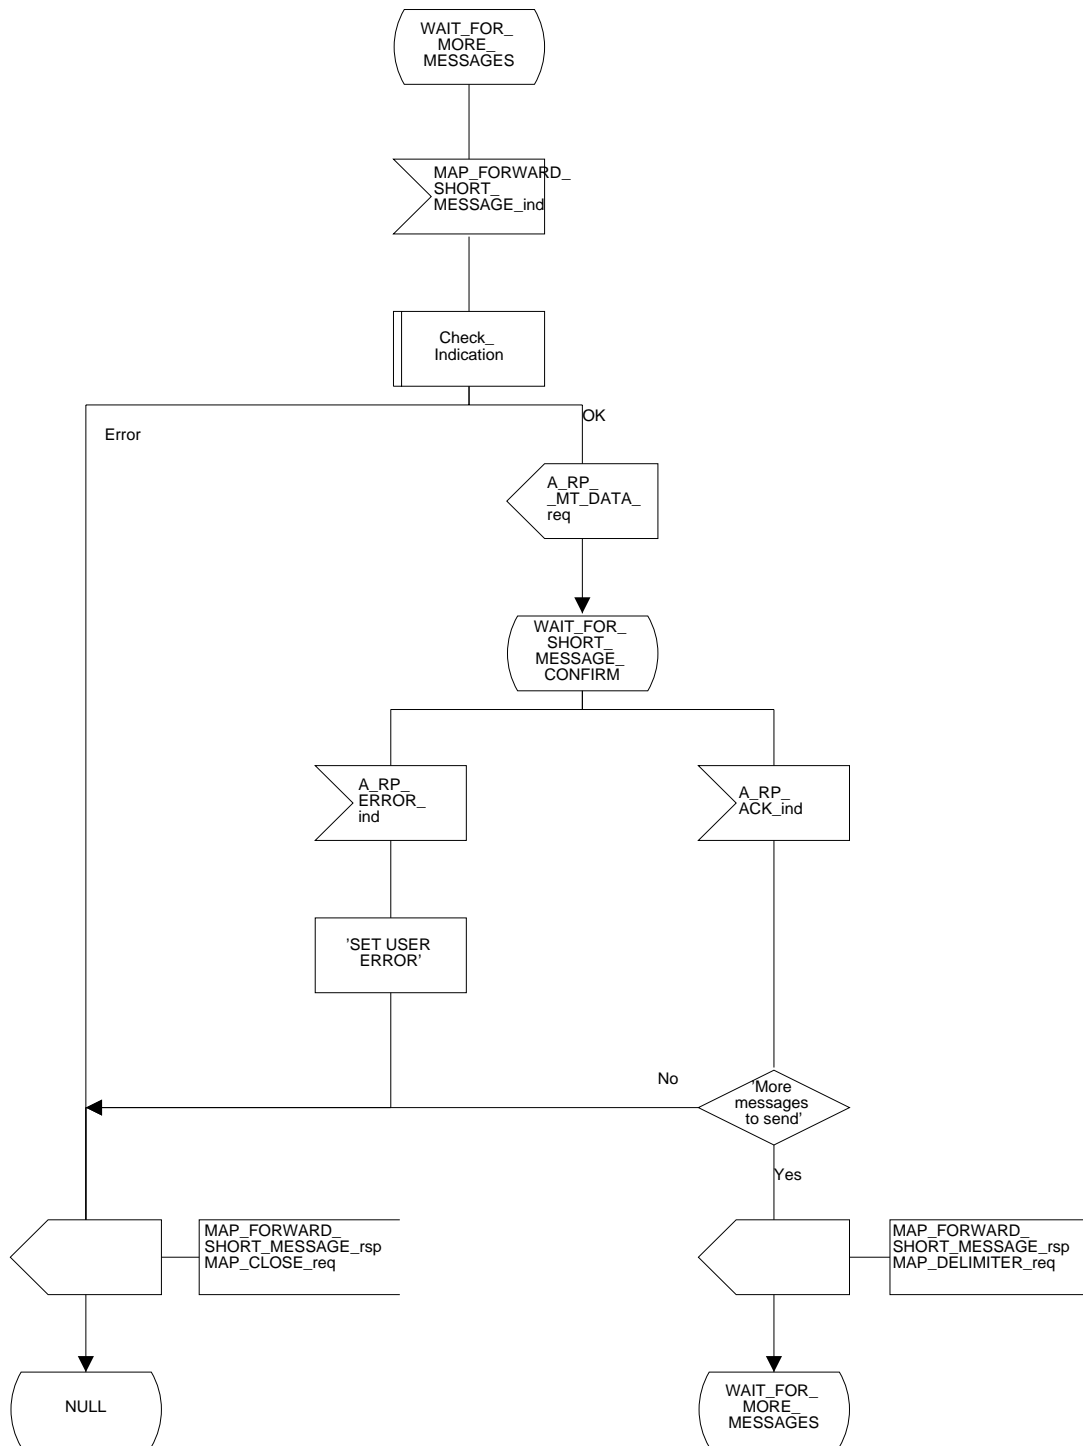 WAIT_FOR_
MORE_
MESSAGES
MAP_FORWARD_
SHORT_
MESSAGE_ind
Check_
Indication
Error
OK
A_RP_
_MT_DATA_
req
WAIT_FOR_
SHORT_
MESSAGE_
CONFIRM
A_RP_
ERROR_
ind
A_RP_
ACK_ind
'SET USER
ERROR'
No
'More
messages
to send'
Yes
MAP_FORWARD_
SHORT_MESSAGE_rsp
MAP_CLOSE_req
MAP_FORWARD_
SHORT_MESSAGE_rsp
MAP_DELIMITER_req
NULL
WAIT_FOR_
MORE_
MESSAGES